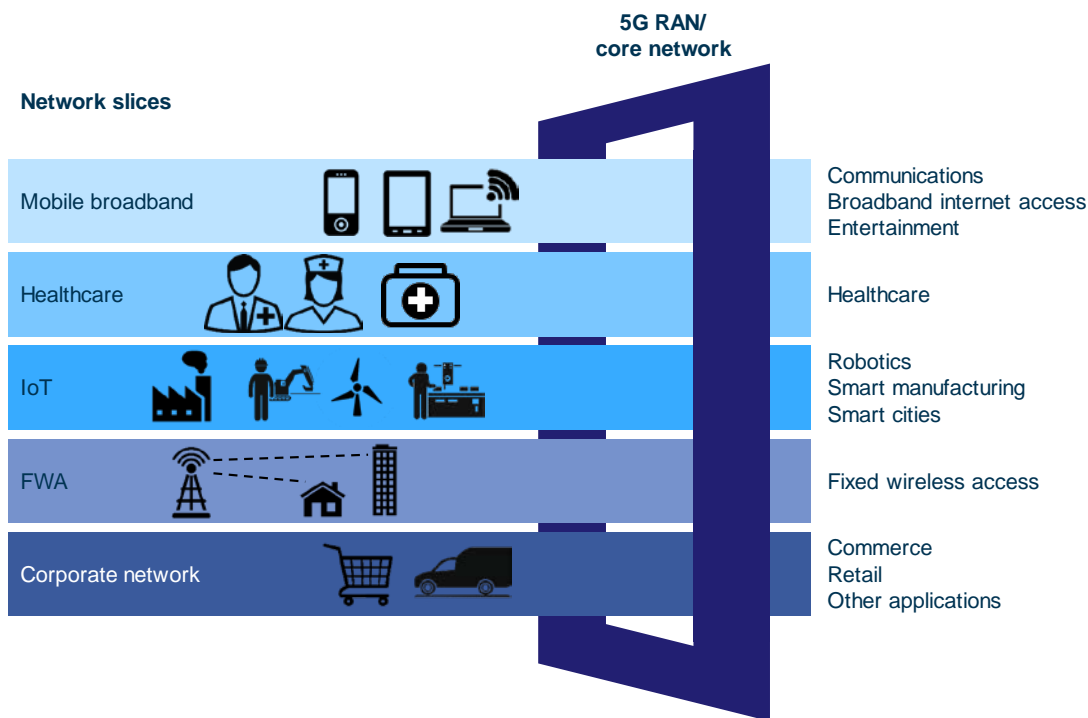 5G RAN/
core network
Network slices
Mobile broadband
Communications
Broadband internet access
Entertainment
Healthcare
Healthcare
IoT
Robotics
Smart manufacturing
Smart cities
FWA
Fixed wireless access
Corporate network
Commerce
Retail
Other applications